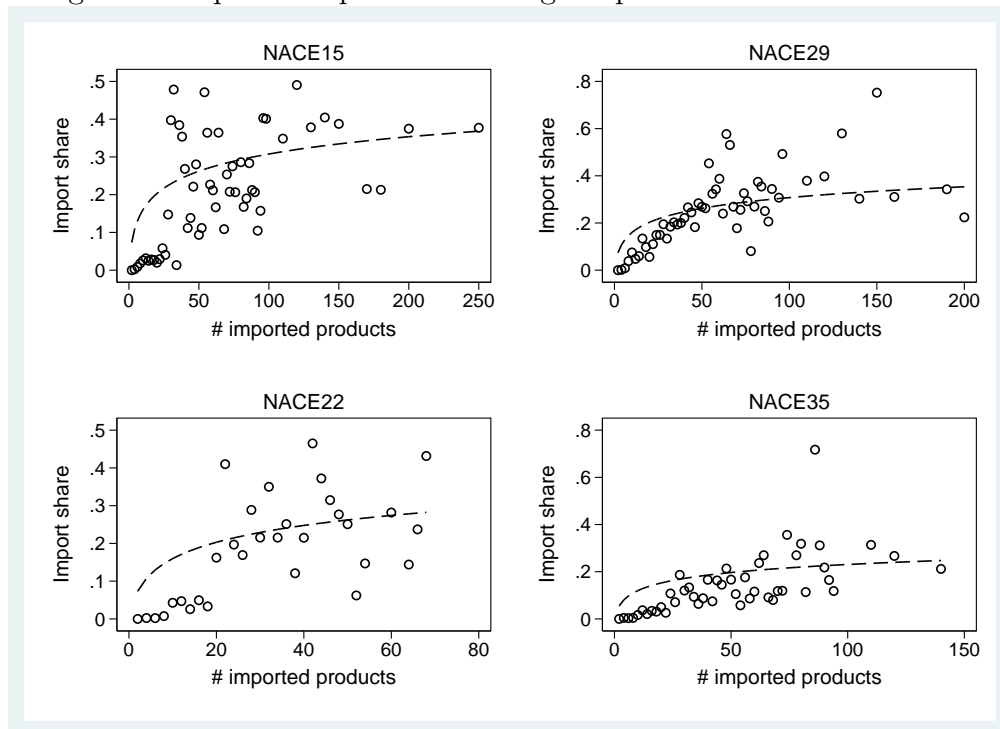 NACE15
.5
.4
.3
.2
.1
0
Import share
0 50 100 150 200 250
# imported products
NACE29
.8
.6
.4
.2
0
Import share
0 50 100 150 200
# imported products
NACE22
.5
.4
.3
.2
.1
0
Import share
0 20 40 60 80
# imported products
NACE35
.8
.6
.4
.2
0
Import share
0 50 100 150
# imported products